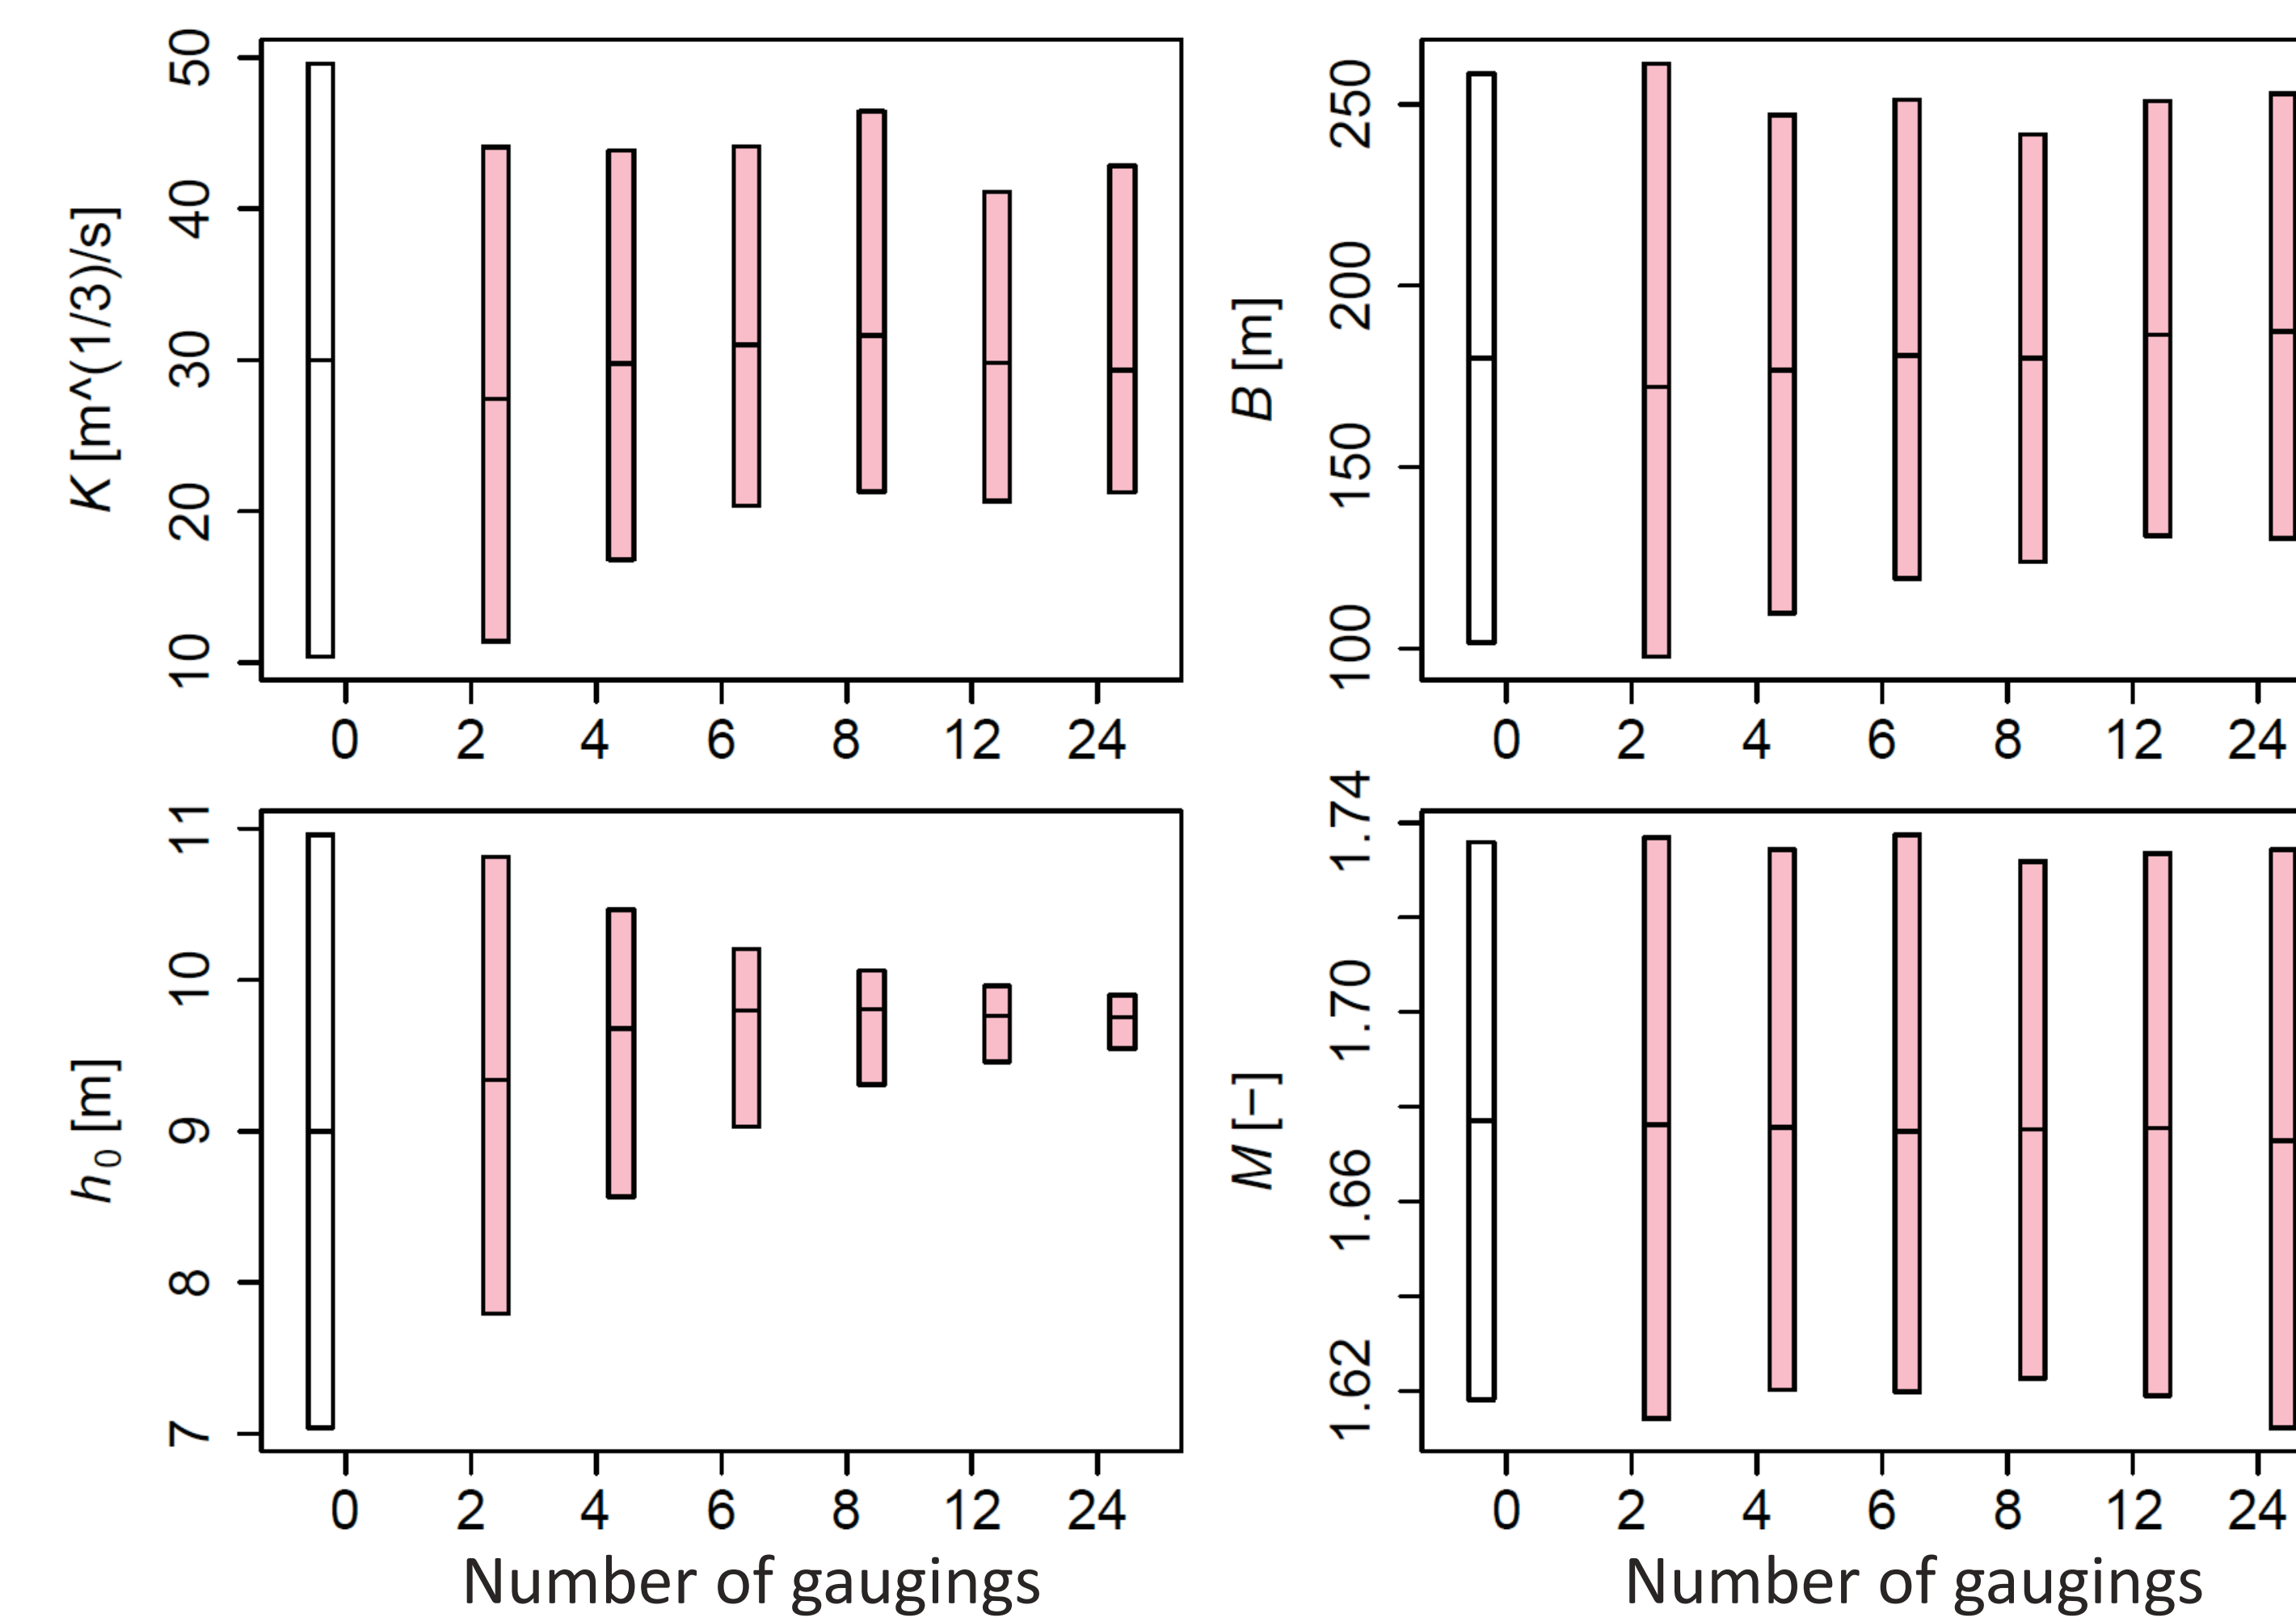 K [m^(1/3)/s]
50
40
30
20
10
0 2 4 6 8 12 24
B [m]
250
200
150
100
0 2 4 6 8 12 24
h0 [m]
11
10
9
8
7
0 2 4 6 8 12 24
Number of gaugings
M [−]
1.74
1.70
1.66
1.62
0 2 4 6 8 12 24
Number of gaugings